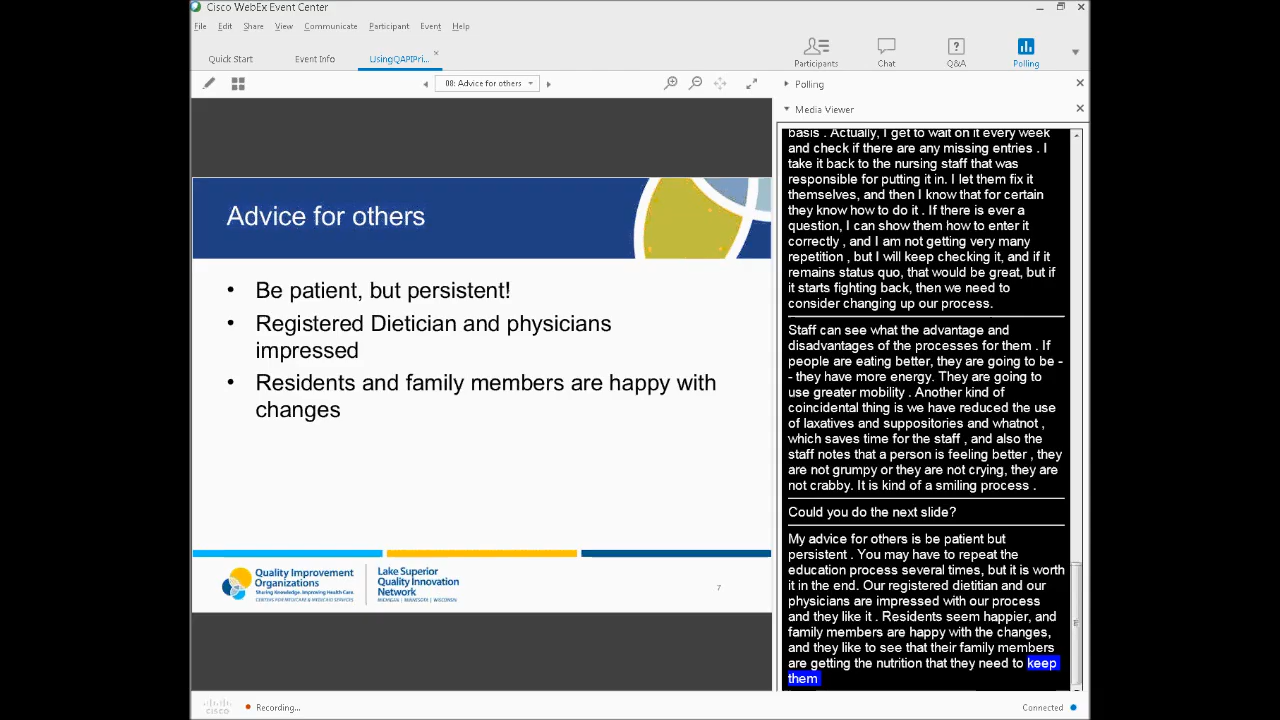 Cisco WebEx Event Center
File Edit Share View Communicate Participant Event Help
Quick Start Event Info UsingQAPIPri...
Participants Chat Q&A Polling
08: Advice for others
Polling
Media Viewer
Advice for others
• Be patient, but persistent!
• Registered Dietician and physicians
impressed
• Residents and family members are happy with
changes
Quality Improvement
Organizations
Sharing Knowledge. Improving Health Care.
CENTERS FOR MEDICARE & MEDICAID SERVICES
Lake Superior
Quality Innovation
Network
MICHIGAN | MINNESOTA | WISCONSIN
7
basis . Actually, I get to wait on it every week
and check if there are any missing entries . I
take it back to the nursing staff that was
responsible for putting it in. I let them fix it
themselves, and then I know that for certain
they know how to do it . If there is ever a
question, I can show them how to enter it
correctly , and I am not getting very many
repetition , but I will keep checking it, and if it
remains status quo, that would be great, but if
it starts fighting back, then we need to
consider changing up our process.
Staff can see what the advantage and
disadvantages of the processes for them . If
people are eating better, they are going to be -
- they have more energy. They are going to
use greater mobility . Another kind of
coincidental thing is we have reduced the use
of laxatives and suppositories and whatnot ,
which saves time for the staff , and also the
staff notes that a person is feeling better , they
are not grumpy or they are not crying, they are
not crabby. It is kind of a smiling process .
Could you do the next slide?
My advice for others is be patient but
persistent . You may have to repeat the
education process several times, but it is worth
it in the end. Our registered dietitian and our
physicians are impressed with our process
and they like it . Residents seem happier, and
family members are happy with the changes,
and they like to see that their family members
are getting the nutrition that they need to keep
them
cisco
Recording...
Connected